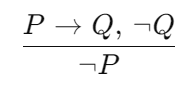 P → Q, ¬Q
¬P